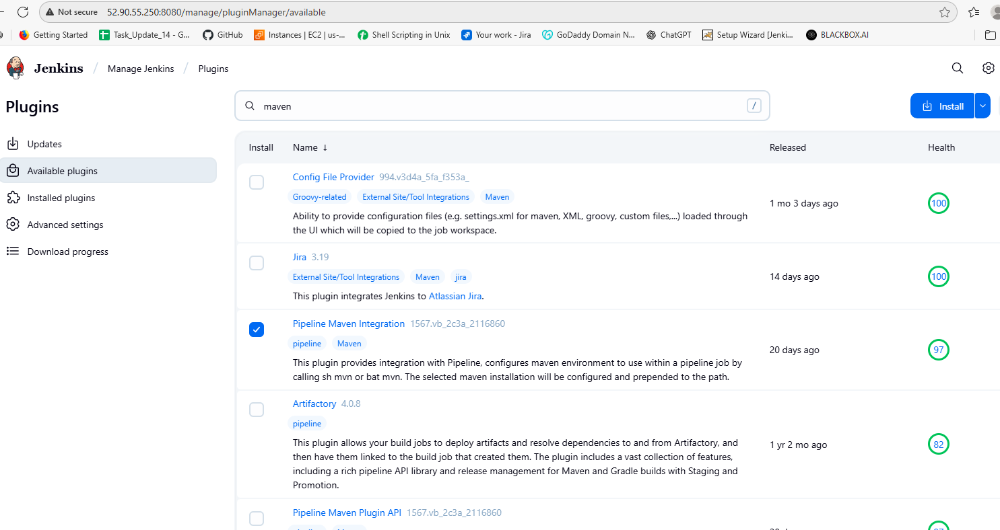 Not secure 52.90.55.250:8080/manage/pluginManager/available
Getting Started Task_Update_14 - G... GitHub Instances | EC2 | us-... Shell Scripting in Unix Your work - Jira GoDaddy Domain N... ChatGPT Setup Wizard [Jenki... BLACKBOX.AI
Jenkins / Manage Jenkins / Plugins
Plugins
maven /
Install
Updates
Available plugins
Installed plugins
Advanced settings
Download progress
Install Name ↓ Released Health
Config File Provider 994.v3d4a_5fa_f353a_
Groovy-related External Site/Tool Integrations Maven
Ability to provide configuration files (e.g. settings.xml for maven, XML, groovy, custom files,...) loaded through
the UI which will be copied to the job workspace.
1 mo 3 days ago
100
Jira 3.19
External Site/Tool Integrations Maven jira
This plugin integrates Jenkins to Atlassian Jira.
14 days ago
100
Pipeline Maven Integration 1567.vb_2c3a_2116860
pipeline Maven
This plugin provides integration with Pipeline, configures maven environment to use within a pipeline job by
calling sh mvn or bat mvn. The selected maven installation will be configured and prepended to the path.
20 days ago
97
Artifactory 4.0.8
pipeline
This plugin allows your build jobs to deploy artifacts and resolve dependencies to and from Artifactory, and
then have them linked to the build job that created them. The plugin includes a vast collection of features,
including a rich pipeline API library and release management for Maven and Gradle builds with Staging and
Promotion.
1 yr 2 mo ago
82
Pipeline Maven Plugin API 1567.vb_2c3a_2116860